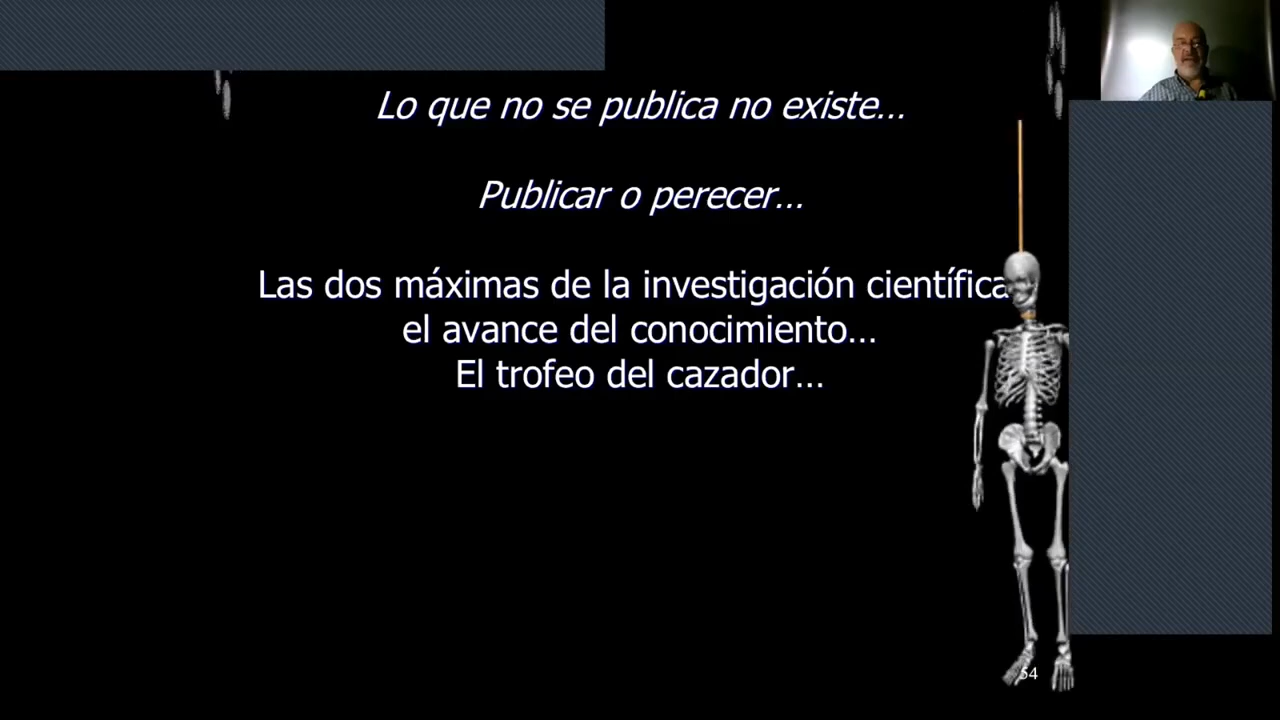 Lo que no se publica no existe...
Publicar o perecer...
Las dos máximas de la investigación científica
el avance del conocimiento...
El trofeo del cazador...
54